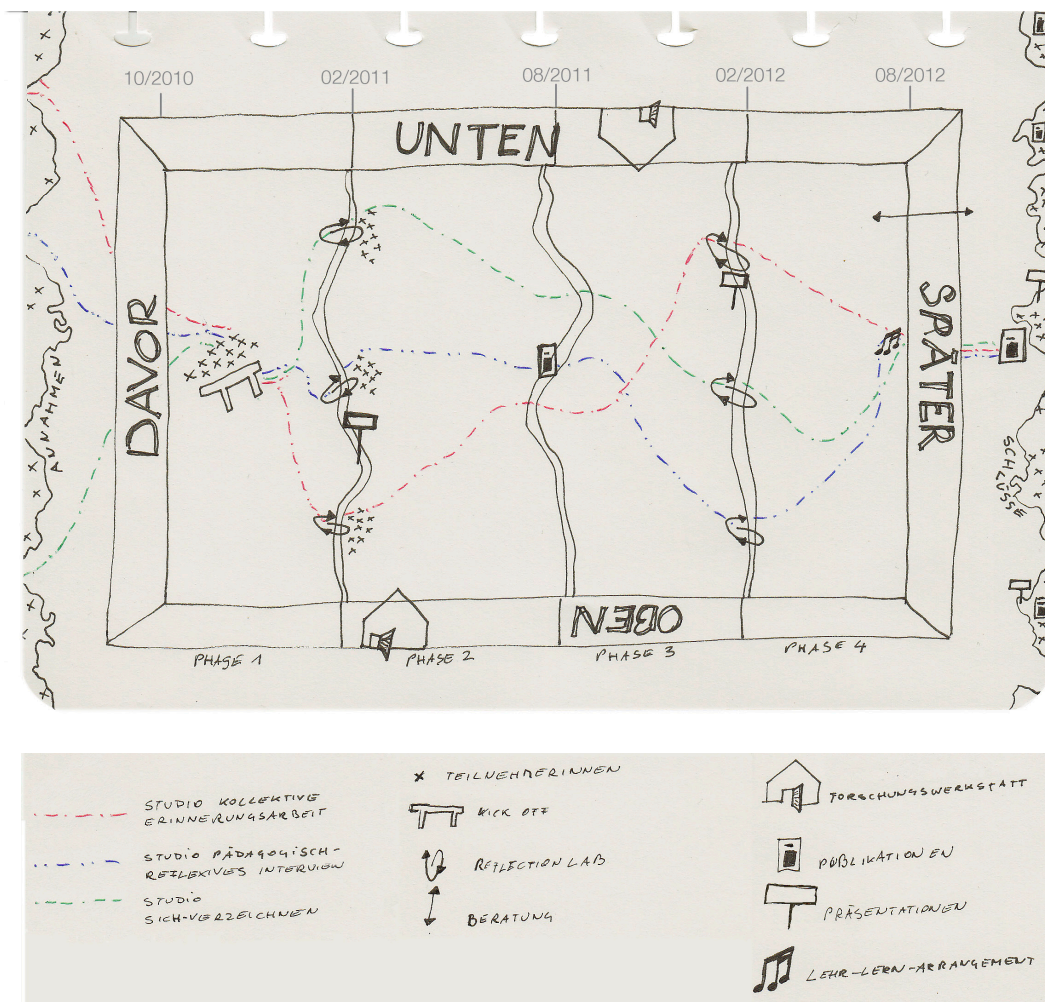 10/2010
02/2011
08/2011
02/2012
08/2012
UNTEN
DAVOR
SPÄTER
ANNAHMEN
SCHLÜSSE
OBEN
PHASE 1
PHASE 2
PHASE 3
PHASE 4
STUDIO KOLLEKTIVE
ERINNERUNGSARBEIT
STUDIO PÄDAGOGISCH-
REFLEXIVES INTERVIEW
STUDIO
SICH-VERZEICHNEN
TEILNEHMERINNEN
KICK OFF
REFLECTION LAB
BERATUNG
FORSCHUNGSWERKSTATT
PUBLIKATIONEN
PRÄSENTATIONEN
LEHR-LERN-ARRANGEMENT